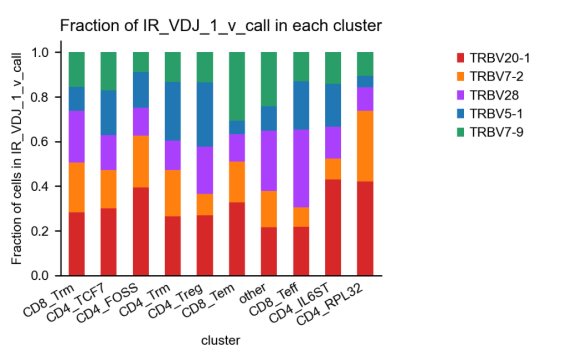 Fraction of IR_VDJ_1_v_call in each cluster
Fraction of cells in IR_VDJ_1_v_call
1.0
0.8
0.6
0.4
0.2
0.0
CD8_Trm
CD4_TCF7
CD4_FOSS
CD4_Trm
CD4_Treg
CD8_Tem
other
CD8_Teff
CD4_IL6ST
CD4_RPL32
cluster
TRBV20-1
TRBV7-2
TRBV28
TRBV5-1
TRBV7-9